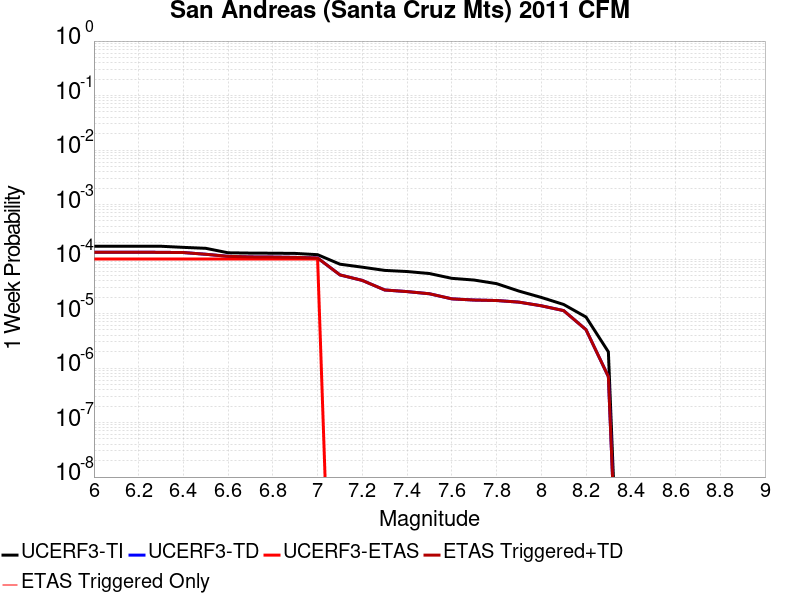 San Andreas (Santa Cruz Mts) 2011 CFM
1 Week Probability
10^0
10^-1
10^-2
10^-3
10^-4
10^-5
10^-6
10^-7
10^-8
6 6.2 6.4 6.6 6.8 7 7.2 7.4 7.6 7.8 8 8.2 8.4 8.6 8.8 9
Magnitude
UCERF3-TI UCERF3-TD UCERF3-ETAS ETAS Triggered+TD
ETAS Triggered Only